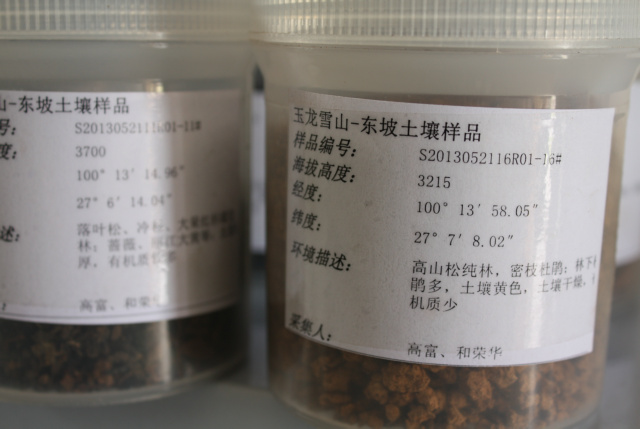 山-东坡土壤样品
号: S2013052116R01-11#
度: 3700
100° 13′ 14.96″
27° 6′ 14.04″
述: 落叶松、冷杉、大
林: 蔷薇、
厚, 有机质
高富、和荣华
玉龙雪山-东坡土壤样品
样品编号: S2013052116R01-16#
海拔高度: 3215
经度: 100° 13′ 58.05″
纬度: 27° 7′ 8.02″
环境描述: 高山松纯林, 密枝杜鹃; 林下
鹃多, 土壤黄色, 土壤干燥,
机质少
采集人: 高富、和荣华